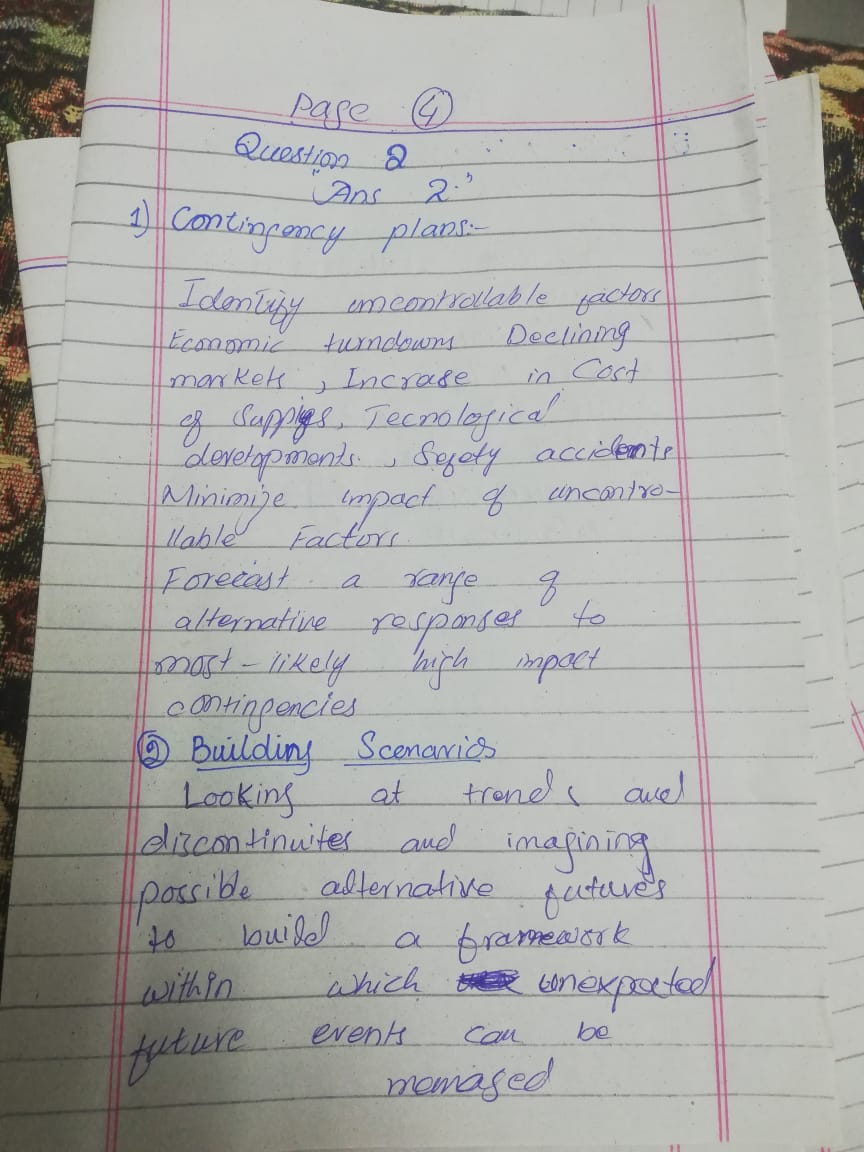 Page ④
Question 2
"Ans 2."
1) Contingency plans:-
Identify uncontrollable factors
Economic turndowns Declining
markets, Incrase in Cost
of Supplies, Tecnological
developments., Safety accidents
Minimize impact of uncontro-
llable Factors.
Forecast a range of
alternative responses to
most-likely high impact
contingencies
② Building Scenarios
Looking at trends and
discontinuites and imagining
possible alternative futures
to build a framework
within which unexpected
future events can be
managed